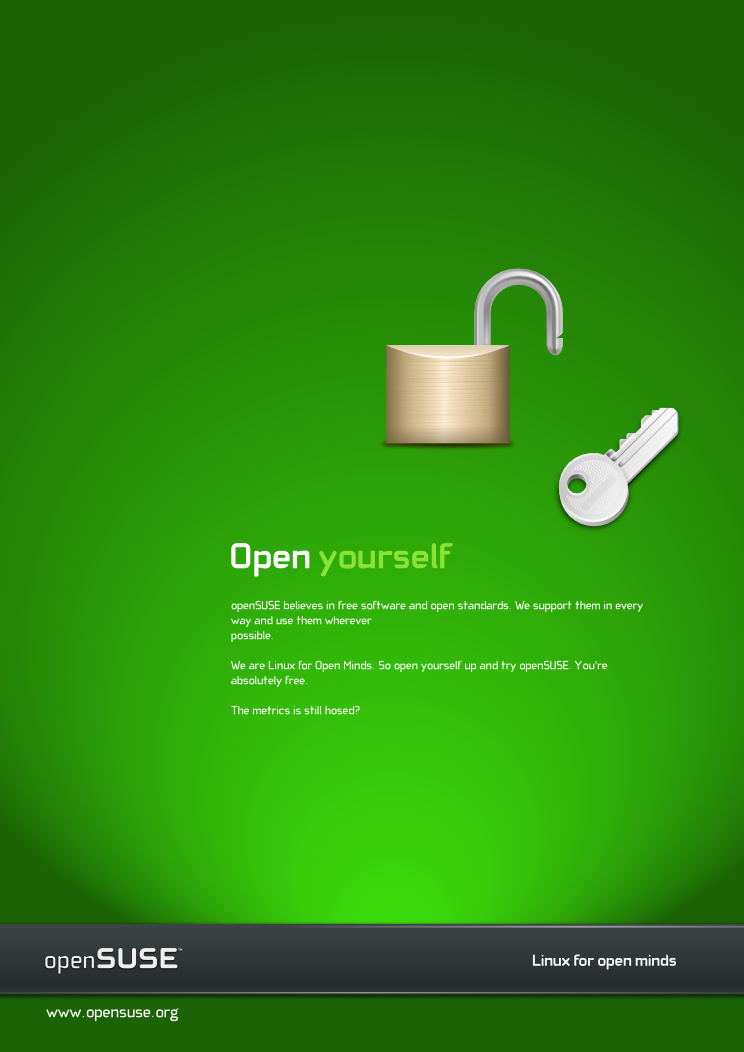 Open yourself
openSUSE believes in free software and open standards. We support them in every
way and use them wherever
possible.
We are Linux for Open Minds. So open yourself up and try openSUSE. You're
absolutely free.
The metrics is still hosed?
openSUSE™
Linux for open minds
www.opensuse.org